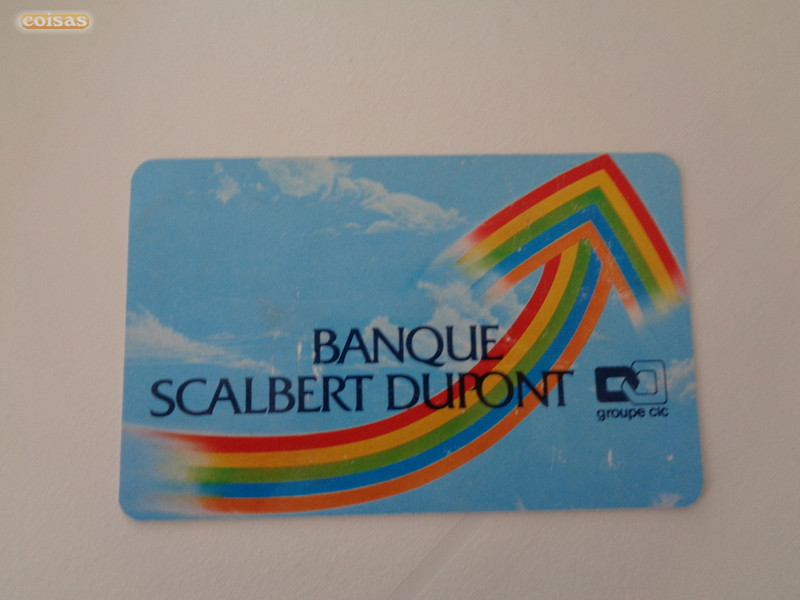 coisas
BANQUE
SCALBERT DUPONT
groupe cic